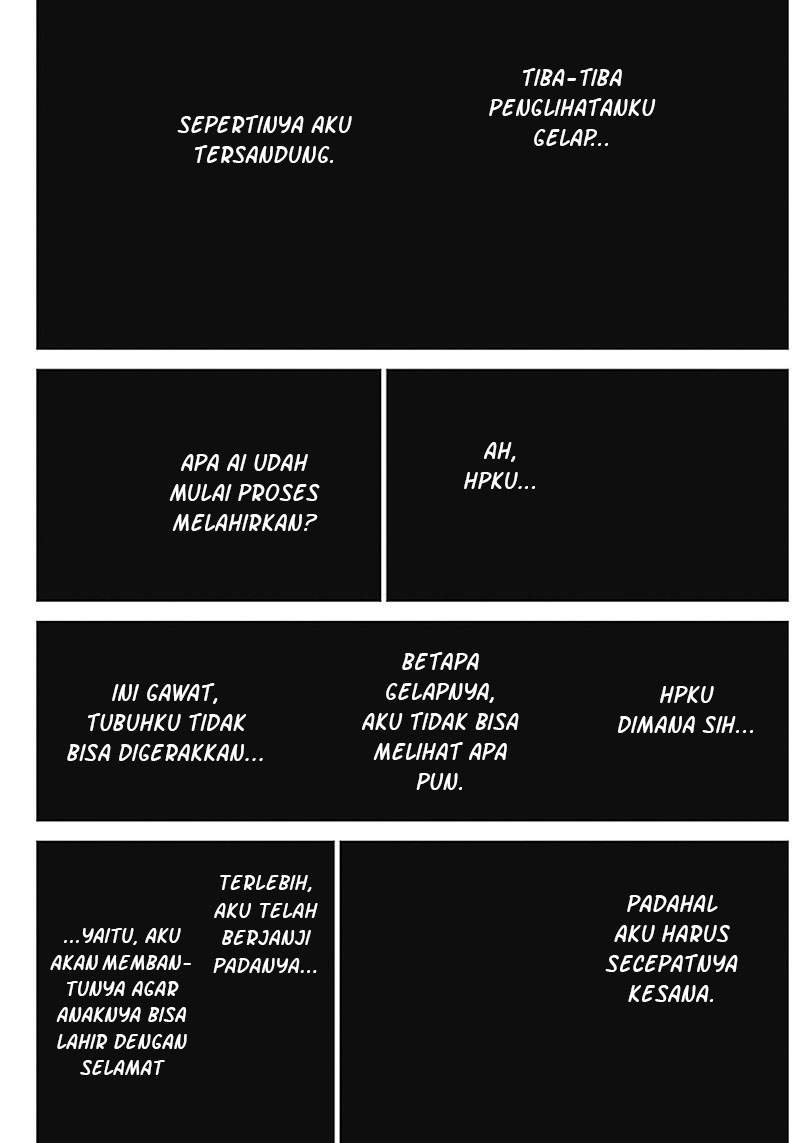 TIBA-TIBA
PENGLIHATANKU
GELAP...
SEPERTINYA AKU
TERSANDUNG.
AH,
HPKU...
APA AI UDAH
MULAI PROSES
MELAHIRKAN?
HPKU
DIMANA SIH...
BETAPA
GELAPNYA,
AKU TIDAK BISA
MELIHAT APA
PUN.
INI GAWAT,
TUBUHKU TIDAK
BISA DIGERAKKAN...
PADAHAL
AKU HARUS
SECEPATNYA
KESANA.
TERLEBIH,
AKU TELAH
BERJANJI
PADANYA...
...YAITU, AKU
AKAN MEMBAN-
TUNYA AGAR
ANAKNYA BISA
LAHIR DENGAN
SELAMAT